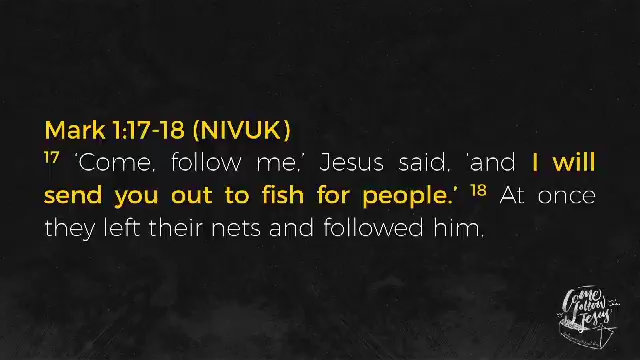 Mark 1:17-18 (NIVUK)
17 'Come, follow me,' Jesus said, 'and I will
send you out to fish for people.' 18 At once
they left their nets and followed him.
Come
follow
Jesus